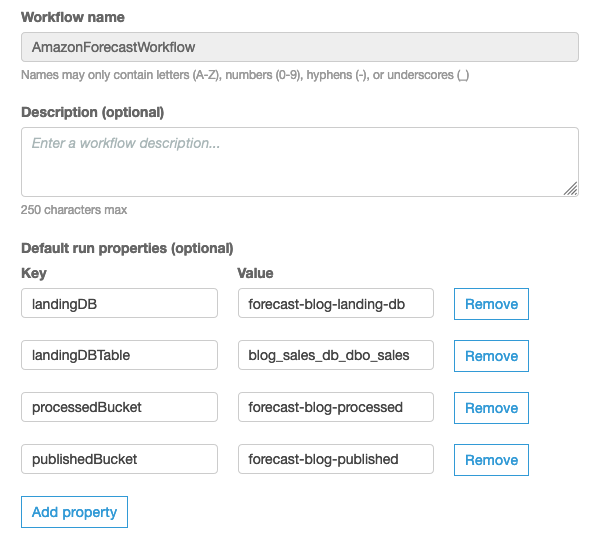 Workflow name
AmazonForecastWorkflow
Names may only contain letters (A-Z), numbers (0-9), hyphens (-), or underscores (_)
Description (optional)
Enter a workflow description...
250 characters max
Default run properties (optional)
Key Value
landingDB forecast-blog-landing-db Remove
landingDBTable blog_sales_db_dbo_sales Remove
processedBucket forecast-blog-processed Remove
publishedBucket forecast-blog-published Remove
Add property